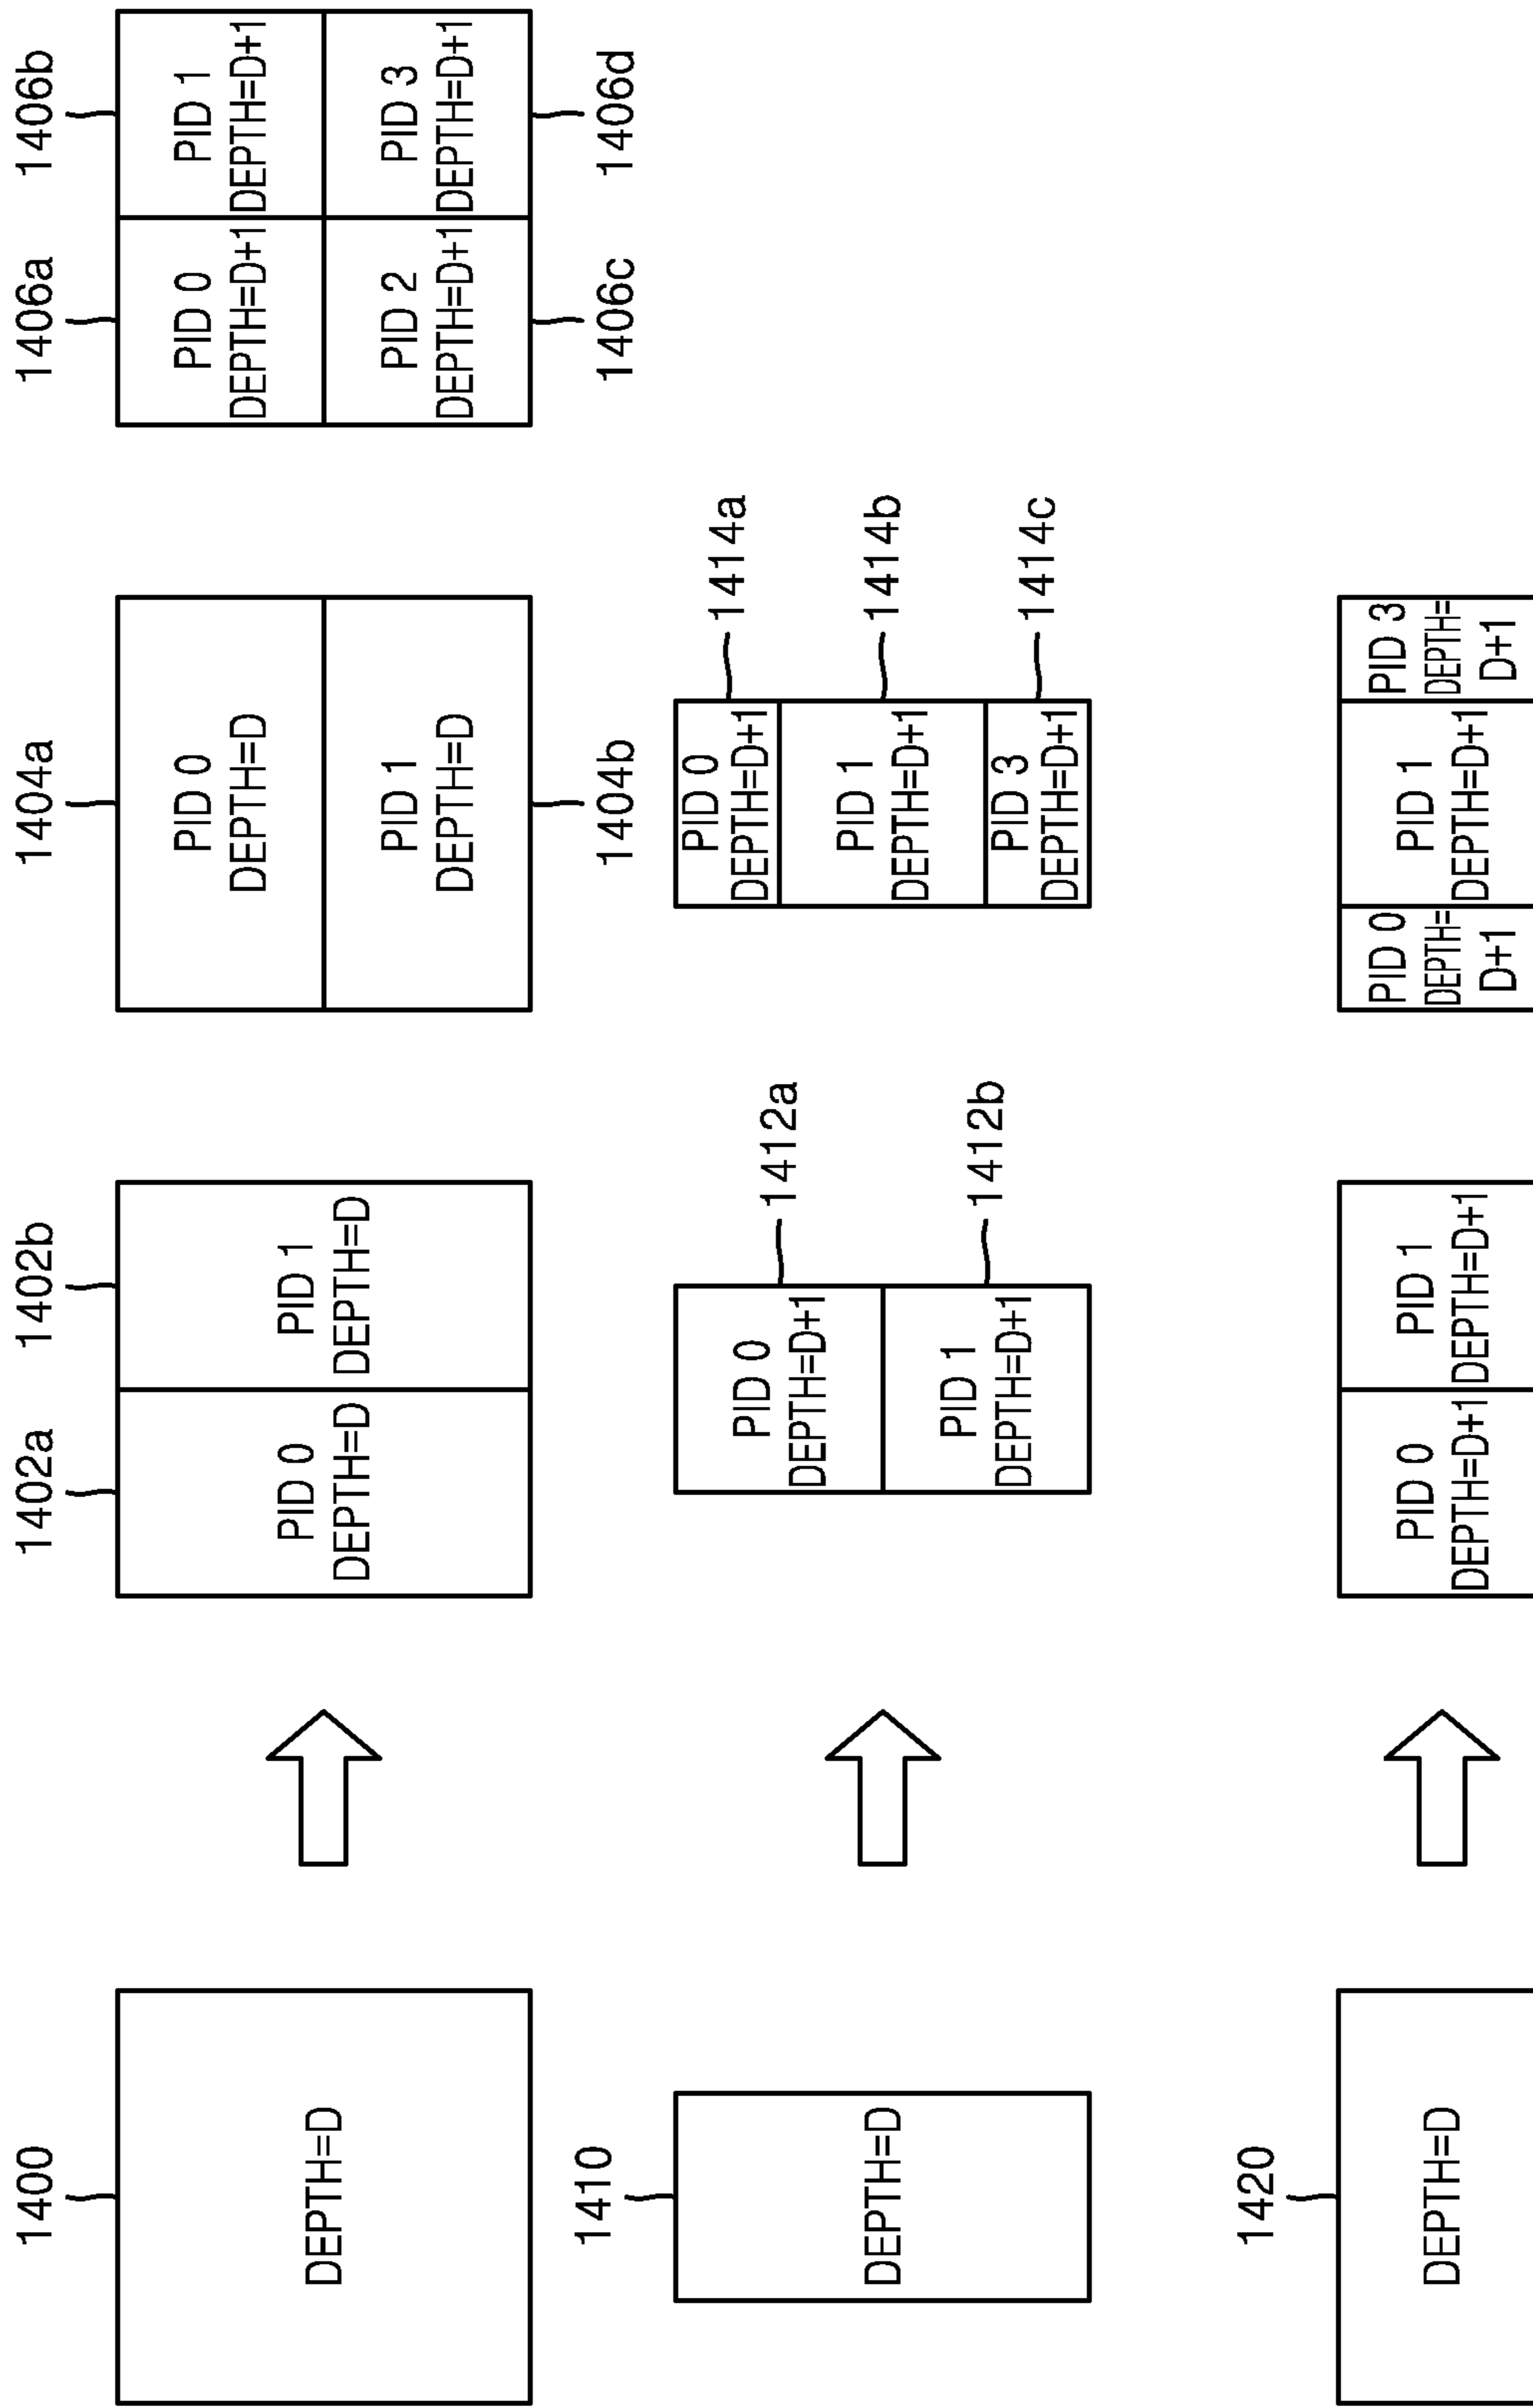 1400
DEPTH=D
1402a
1402b
PID 0
DEPTH=D
PID 1
DEPTH=D
1404a
PID 0
DEPTH=D
PID 1
DEPTH=D
1404b
1406a
1406b
PID 0
DEPTH=D+1
PID 1
DEPTH=D+1
PID 2
DEPTH=D+1
PID 3
DEPTH=D+1
1406c
1406d
1410
DEPTH=D
PID 0
DEPTH=D+1
1412a
PID 1
DEPTH=D+1
1412b
PID 0
DEPTH=D+1
1414a
PID 1
DEPTH=D+1
1414b
PID 3
DEPTH=D+1
1414c
1420
DEPTH=D
PID 0
DEPTH=D+1
PID 1
DEPTH=D+1
PID 0
DEPTH=
D+1
PID 1
DEPTH=D+1
PID 3
DEPTH=
D+1